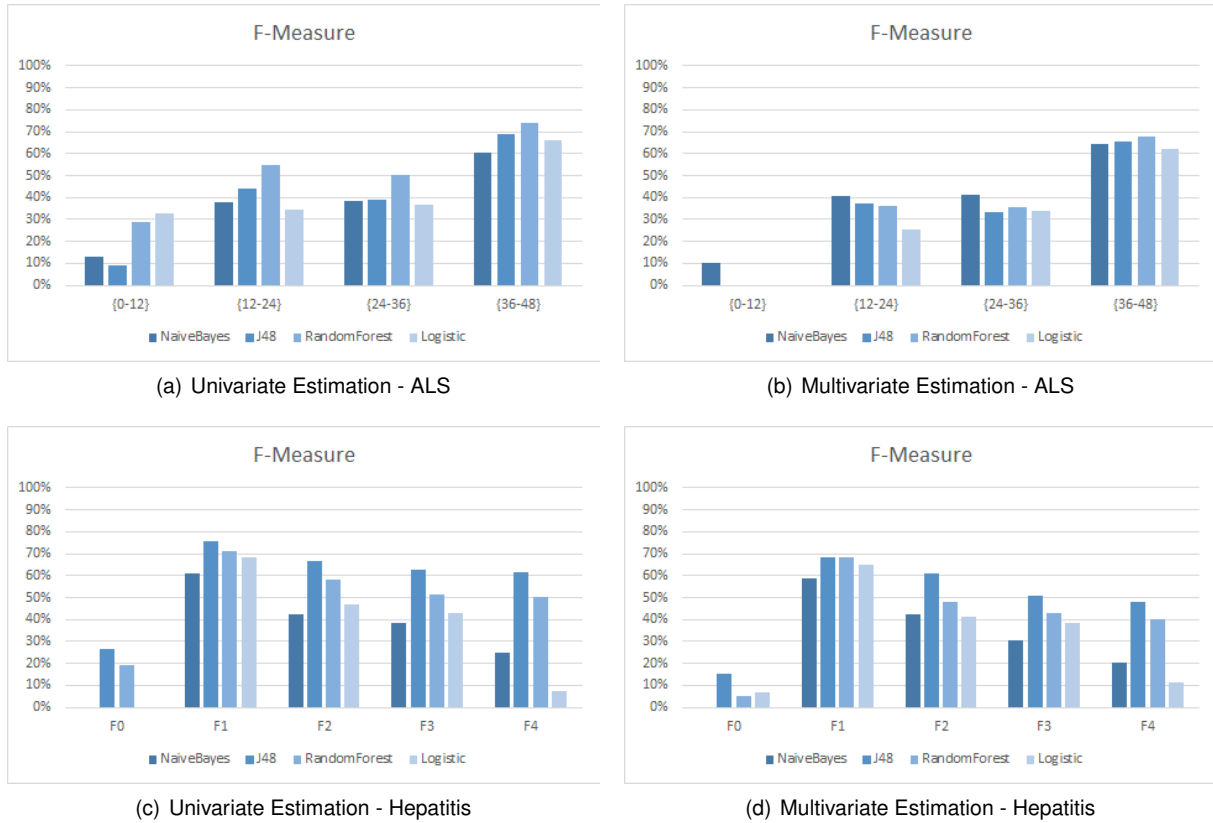 F-Measure
100%
90%
80%
70%
60%
50%
40%
30%
20%
10%
0%
{0-12} {12-24} {24-36} {36-48}
NaiveBayes J48 RandomForest Logistic
(a) Univariate Estimation - ALS
F-Measure
100%
90%
80%
70%
60%
50%
40%
30%
20%
10%
0%
{0-12} {12-24} {24-36} {36-48}
NaiveBayes J48 RandomForest Logistic
(b) Multivariate Estimation - ALS
F-Measure
100%
90%
80%
70%
60%
50%
40%
30%
20%
10%
0%
F0 F1 F2 F3 F4
NaiveBayes J48 RandomForest Logistic
(c) Univariate Estimation - Hepatitis
F-Measure
100%
90%
80%
70%
60%
50%
40%
30%
20%
10%
0%
F0 F1 F2 F3 F4
NaiveBayes J48 RandomForest Logistic
(d) Multivariate Estimation - Hepatitis